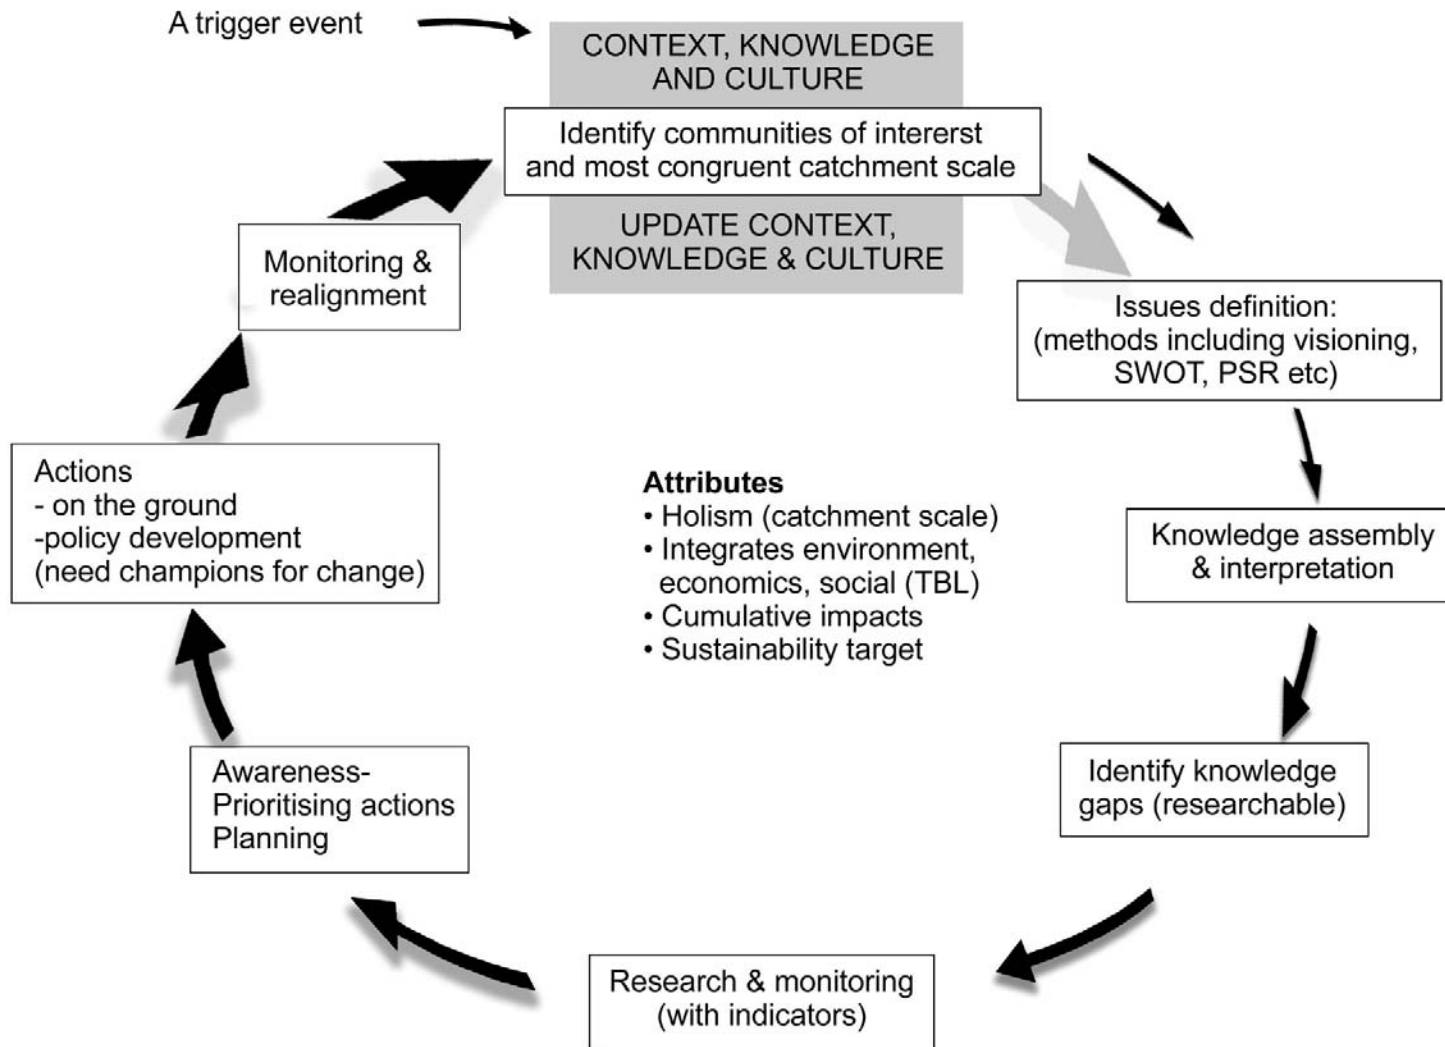 A trigger event
CONTEXT, KNOWLEDGE
AND CULTURE
Identify communities of intererst
and most congruent catchment scale
UPDATE CONTEXT,
KNOWLEDGE & CULTURE
Monitoring &
realignment
Issues definition:
(methods including visioning,
SWOT, PSR etc)
Actions
- on the ground
-policy development
(need champions for change)
Attributes
• Holism (catchment scale)
• Integrates environment,
economics, social (TBL)
• Cumulative impacts
• Sustainability target
Knowledge assembly
& interpretation
Awareness-
Prioritising actions
Planning
Identify knowledge
gaps (researchable)
Research & monitoring
(with indicators)